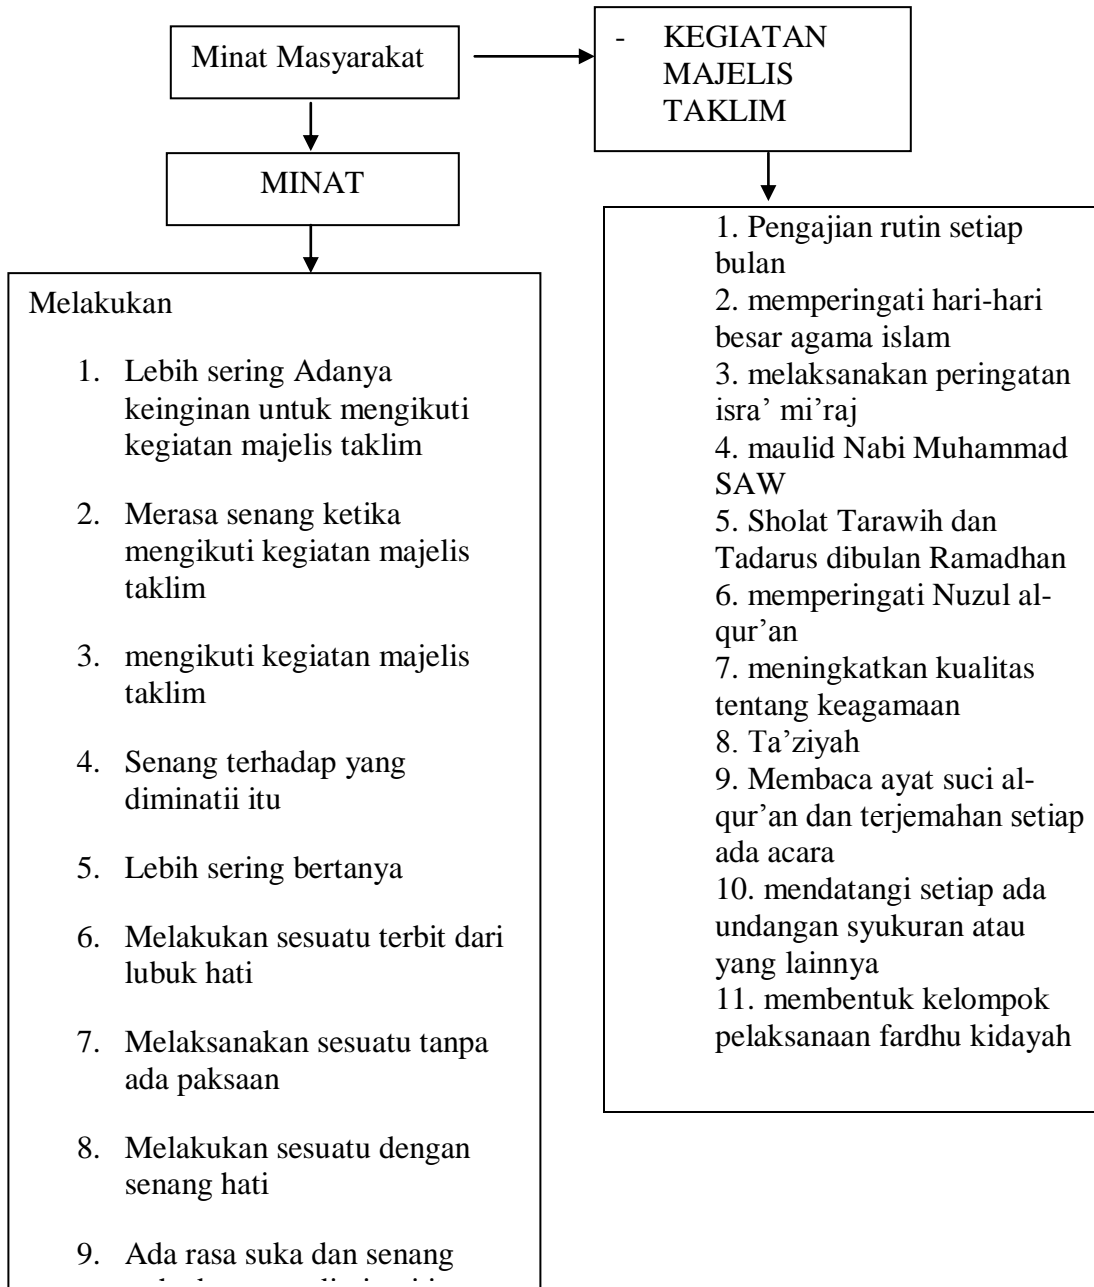 Minat Masyarakat
- KEGIATAN
MAJELIS
TAKLIM
MINAT
Melakukan
1. Lebih sering Adanya
keinginan untuk mengikuti
kegiatan majelis taklim
2. Merasa senang ketika
mengikuti kegiatan majelis
taklim
3. mengikuti kegiatan majelis
taklim
4. Senang terhadap yang
diminatii itu
5. Lebih sering bertanya
6. Melakukan sesuatu terbit dari
lubuk hati
7. Melaksanakan sesuatu tanpa
ada paksaan
8. Melakukan sesuatu dengan
senang hati
9. Ada rasa suka dan senang
1. Pengajian rutin setiap
bulan
2. memperingati hari-hari
besar agama islam
3. melaksanakan peringatan
isra’ mi’raj
4. maulid Nabi Muhammad
SAW
5. Sholat Tarawih dan
Tadarus dibulan Ramadhan
6. memperingati Nuzul al-
qur’an
7. meningkatkan kualitas
tentang keagamaan
8. Ta’ziyah
9. Membaca ayat suci al-
qur’an dan terjemahan setiap
ada acara
10. mendatangi setiap ada
undangan syukuran atau
yang lainnya
11. membentuk kelompok
pelaksanaan fardhu kidayah